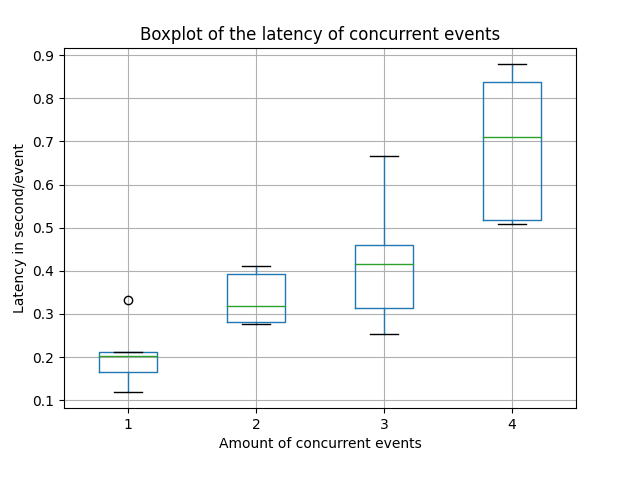 Boxplot of the latency of concurrent events
Latency in second/event
0.9
0.8
0.7
0.6
0.5
0.4
0.3
0.2
0.1
1 2 3 4
Amount of concurrent events